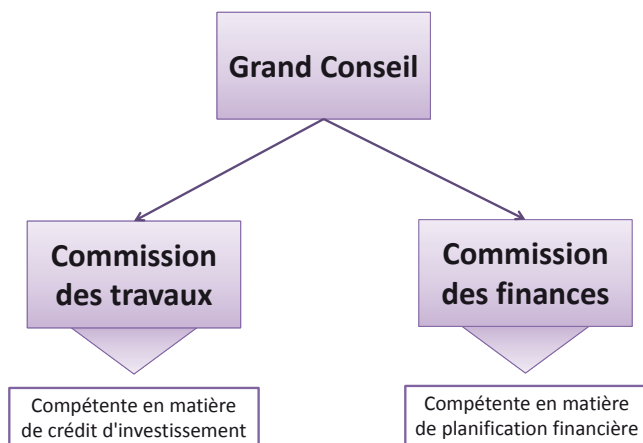 Grand Conseil
Commission
des travaux
Commission
des finances
Compétente en matière
de crédit d'investissement
Compétente en matière
de planification financière